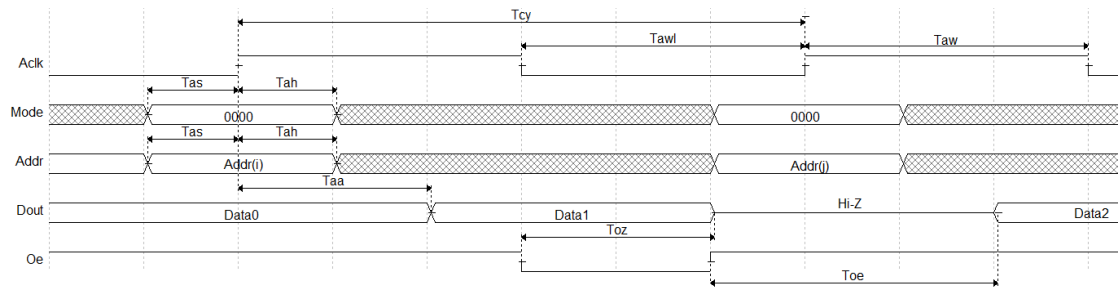 Tcy
Tawl Taw
Aclk
Tas Tah
Mode 0000 0000
Tas Tah
Addr Addr(i) Addr(j)
Taa
Dout Data0 Data1 Hi-Z Data2
Toz
Oe
Toe